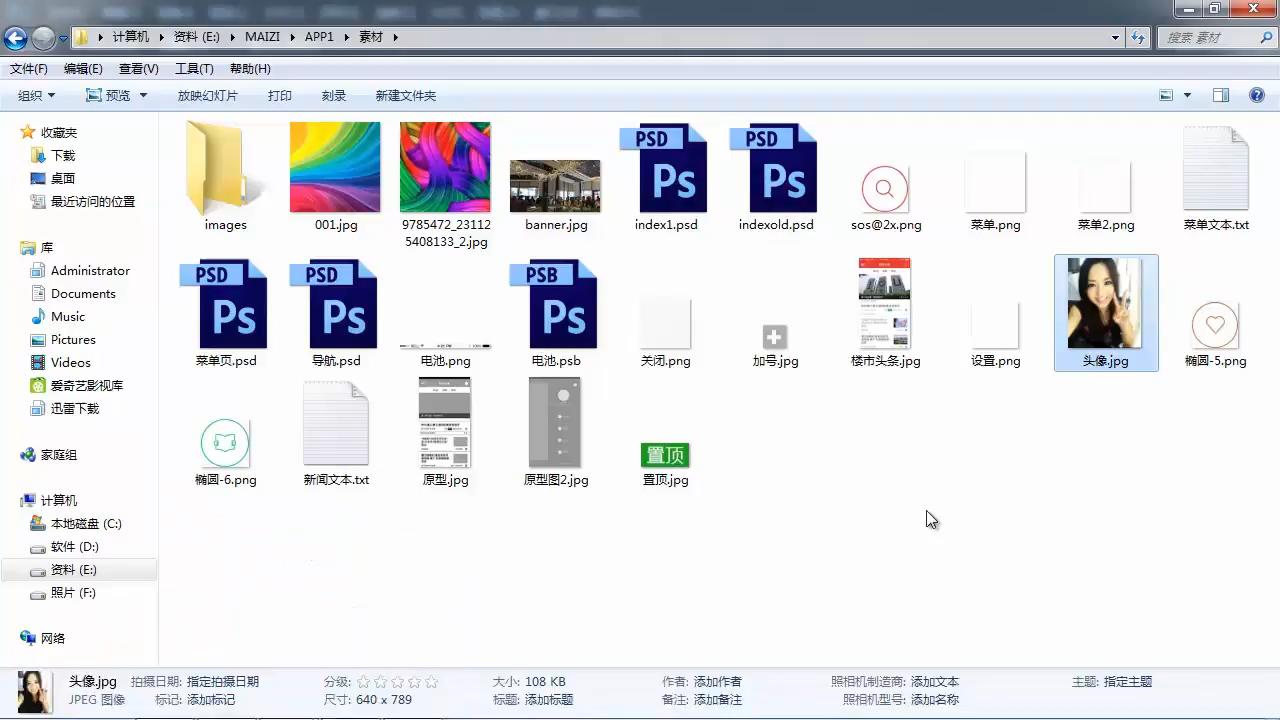 计算机 资料 (E:) MAIZI APP1 素材 搜索 素材
文件(F) 编辑(E) 查看(V) 工具(T) 帮助(H)
组织 预览 放映幻灯片 打印 刻录 新建文件夹
收藏夹
下载
桌面
最近访问的位置
库
Administrator
Documents
Music
Pictures
Videos
爱奇艺影视库
迅雷下载
家庭组
计算机
本地磁盘 (C:)
软件 (D:)
资料 (E:)
照片 (F:)
网络
PSD PSD
Ps Ps
images 001.jpg 9785472_231125408133_2.jpg banner.jpg index1.psd indexold.psd sos@2x.png 菜单.png 菜单2.png 菜单文本.txt
PSD PSD PSB
Ps Ps Ps
菜单页.psd 导航.psd 电池.png 电池.psb 关闭.png 加号.jpg 楼市头条.jpg 设置.png 头像.jpg 椭圆-5.png
置顶
椭圆-6.png 新闻文本.txt 原型.jpg 原型图2.jpg 置顶.jpg
头像.jpg 拍摄日期: 指定拍摄日期 分级: 大小: 108 KB 作者: 添加作者 照相机制造商: 添加文本 主题: 指定主题
JPEG 图像 标记: 添加标记 尺寸: 640 x 789 标题: 添加标题 备注: 添加备注 照相机型号: 添加名称